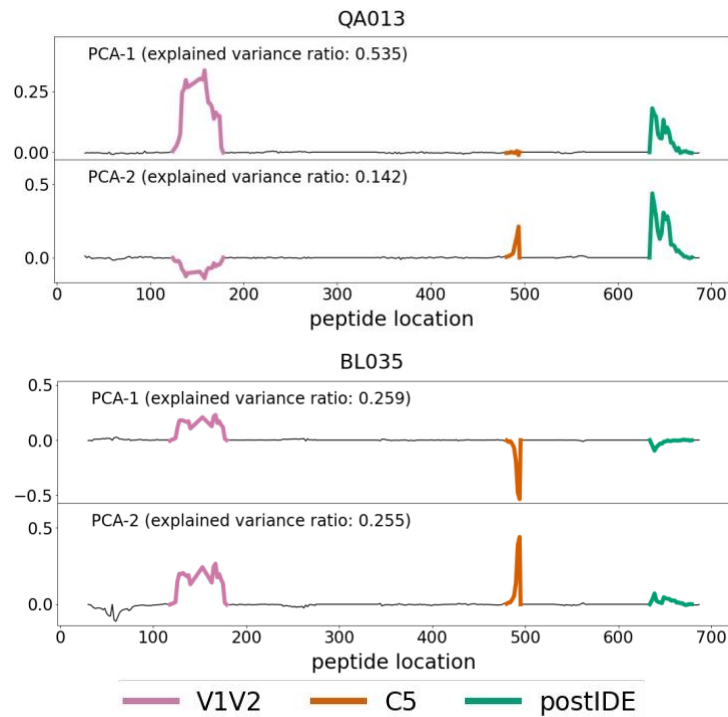 QA013
PCA-1 (explained variance ratio: 0.535)
0.25
0.00
PCA-2 (explained variance ratio: 0.142)
0.5
0.0
0 100 200 300 400 500 600 700
peptide location
BL035
0.5
PCA-1 (explained variance ratio: 0.259)
0.0
−0.5
PCA-2 (explained variance ratio: 0.255)
0.5
0.0
0 100 200 300 400 500 600 700
peptide location
V1V2 C5 postIDE